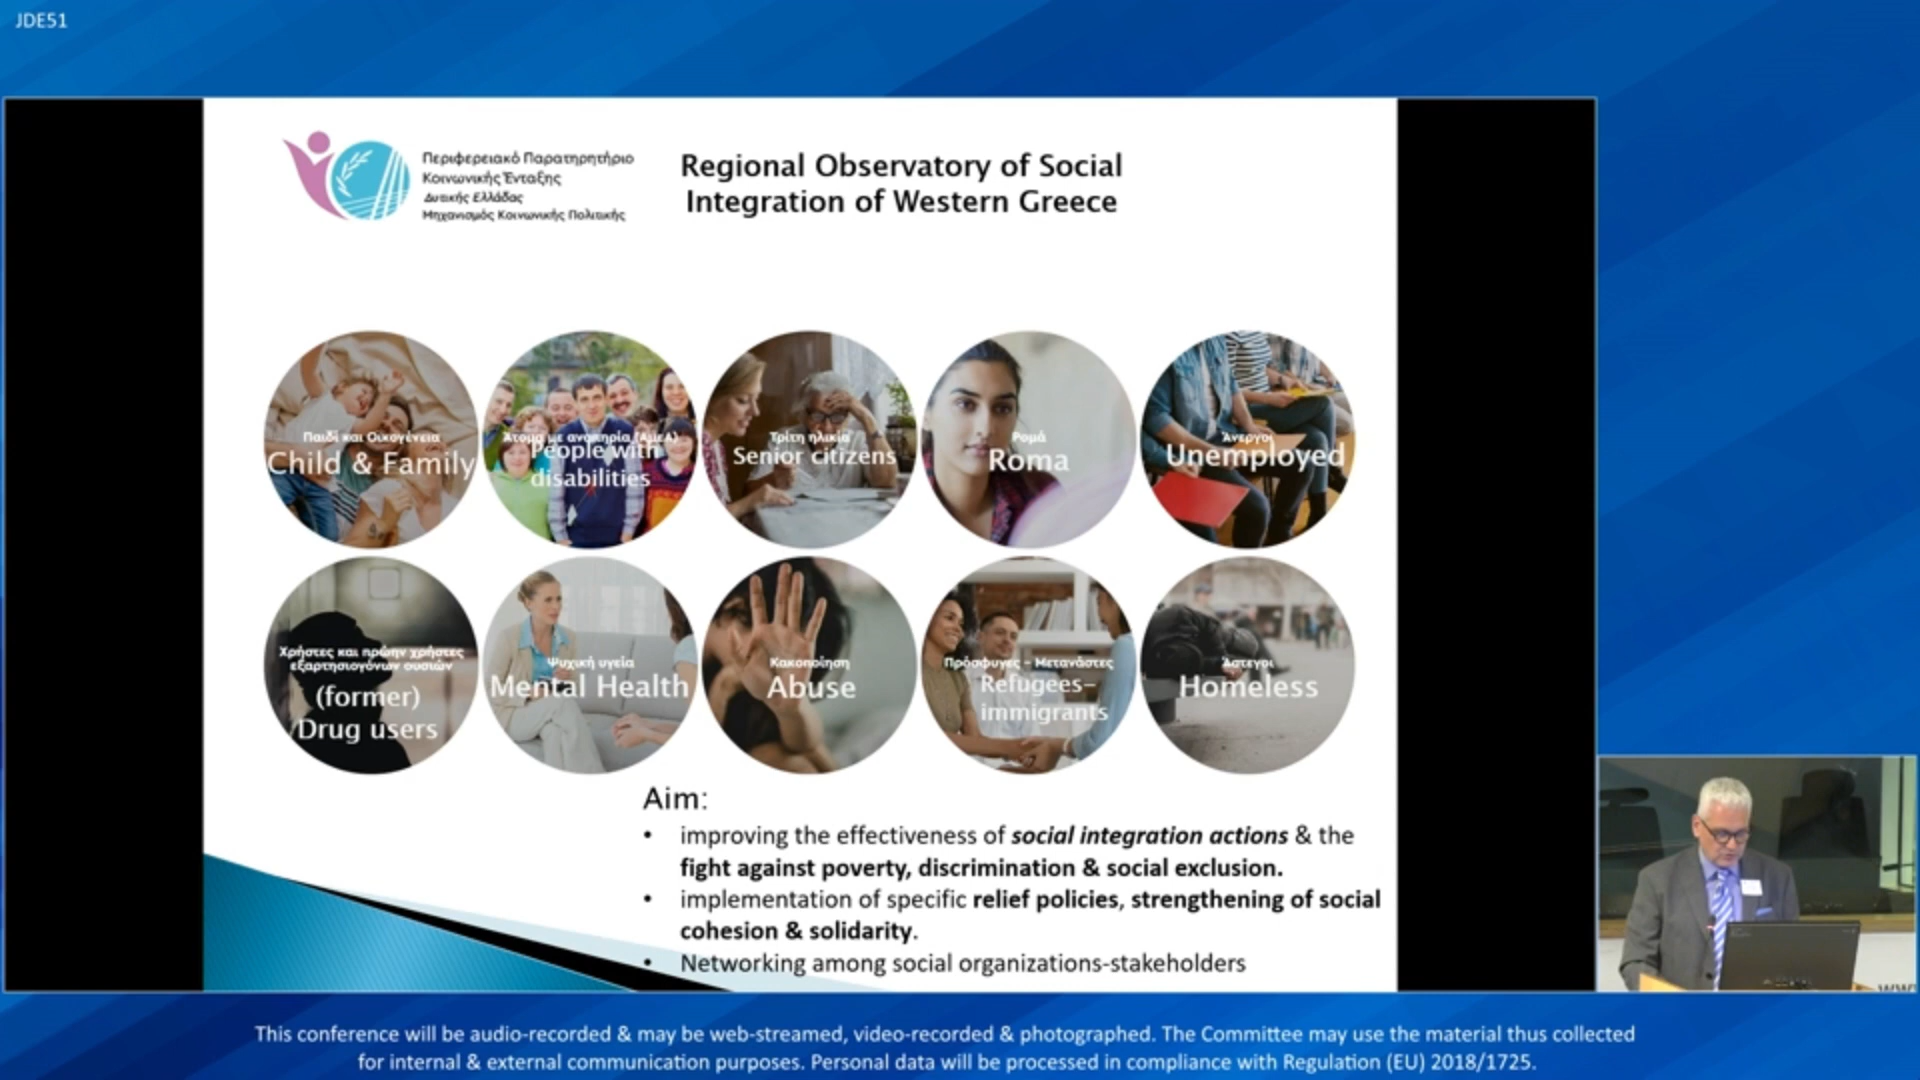 JDE51
Περιφερειακό Παρατηρητήριο
Κοινωνικής Ένταξης
Δυτικής Ελλάδας
Μηχανισμός Κοινωνικής Πολιτικής
Regional Observatory of Social
Integration of Western Greece
Παιδί και Οικογένεια
Child & Family
Άτομα με αναπηρία (ΑμεΑ)
People with
disabilities
Τρίτη ηλικία
Senior citizens
Ρομά
Roma
Άνεργοι
Unemployed
Χρήστες και πρώην χρήστες
εξαρτησιογόνων ουσιών
(former)
Drug users
Ψυχική υγεία
Mental Health
Κακοποίηση
Abuse
Πρόσφυγες – Μετανάστες
Refugees–
immigrants
Άστεγοι
Homeless
Aim:
• improving the effectiveness of social integration actions & the
fight against poverty, discrimination & social exclusion.
• implementation of specific relief policies, strengthening of social
cohesion & solidarity.
• Networking among social organizations-stakeholders
This conference will be audio-recorded & may be web-streamed, video-recorded & photographed. The Committee may use the material thus collected
for internal & external communication purposes. Personal data will be processed in compliance with Regulation (EU) 2018/1725.